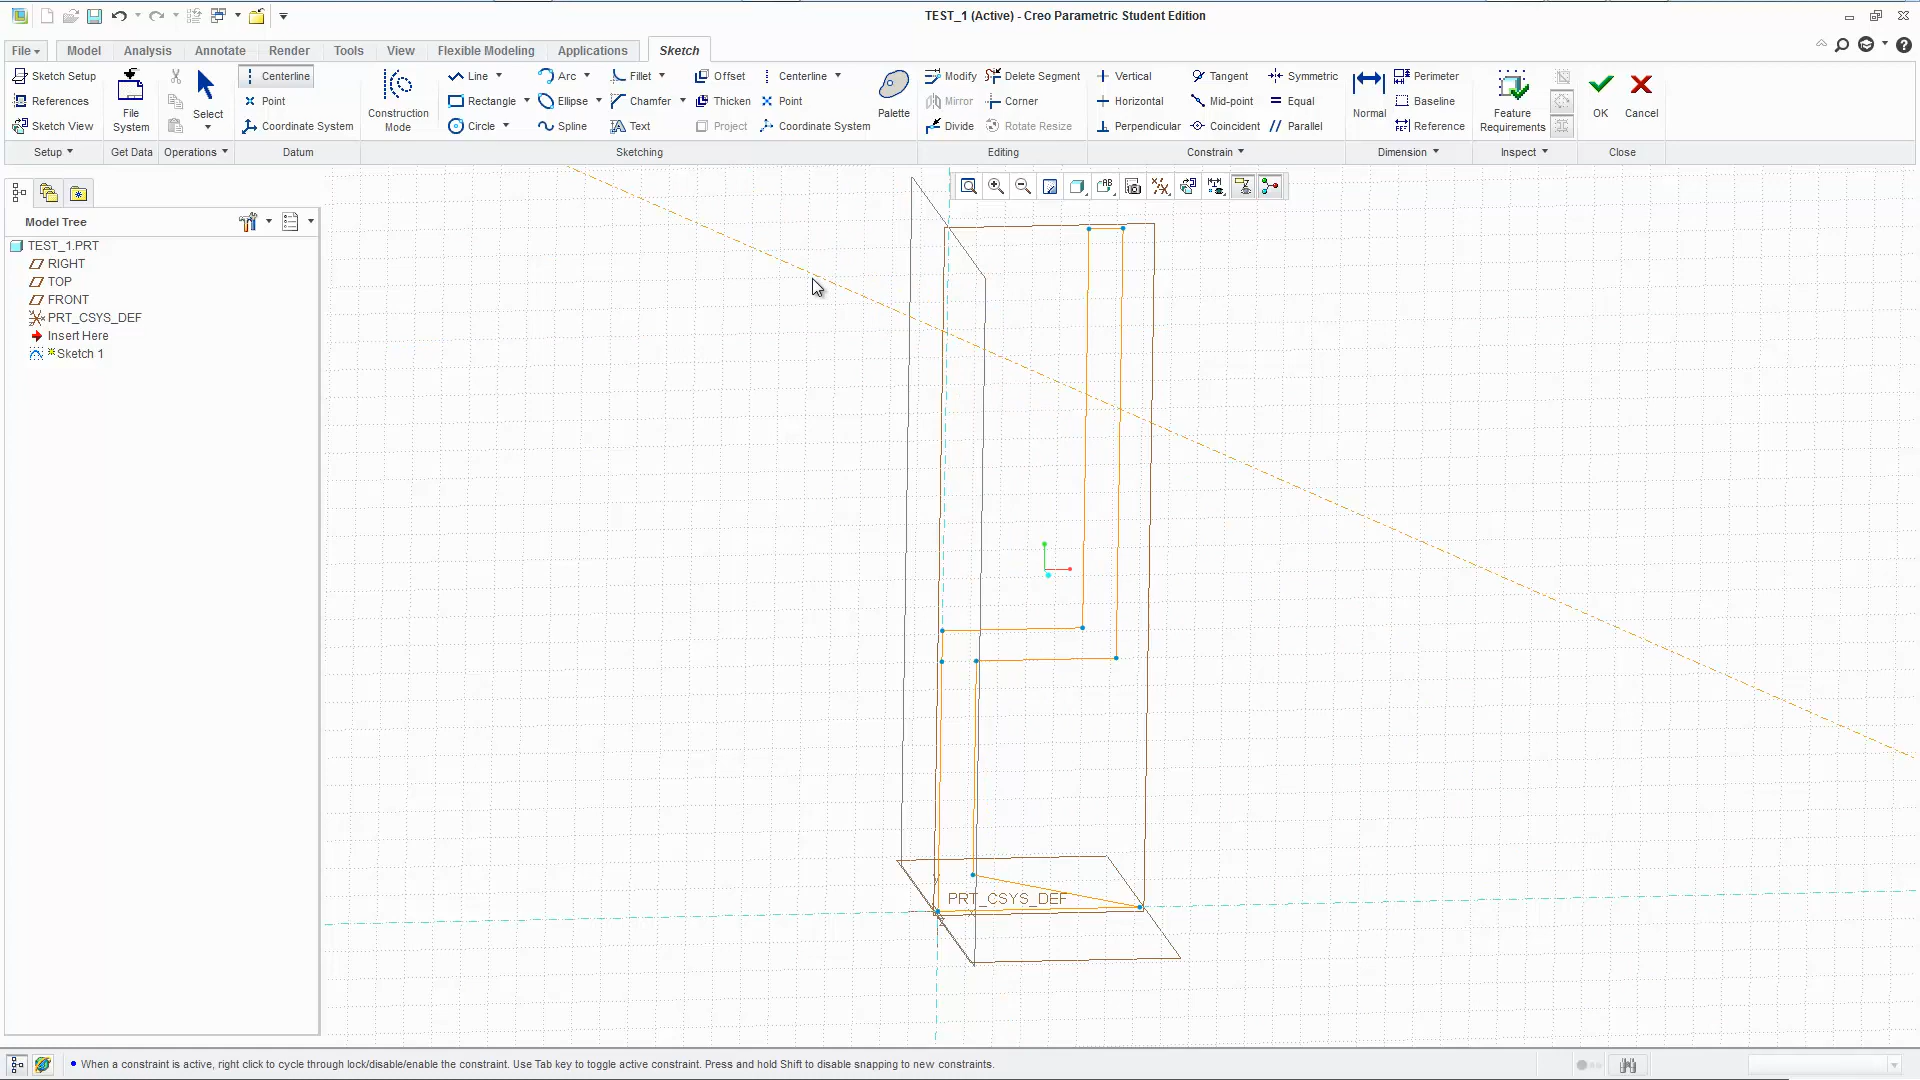 TEST_1 (Active) - Creo Parametric Student Edition
File Model Analysis Annotate Render Tools View Flexible Modeling Applications Sketch
Sketch Setup
References
Sketch View
Setup
File System
Get Data
Select
Operations
Centerline
Point
Coordinate System
Datum
Construction Mode
Line Arc Fillet Offset Centerline
Rectangle Ellipse Chamfer Thicken Point
Circle Spline Text Project Coordinate System
Palette
Sketching
Modify Delete Segment
Mirror Corner
Divide Rotate Resize
Editing
Vertical Tangent Symmetric
Horizontal Mid-point Equal
Perpendicular Coincident Parallel
Constrain
Normal
Perimeter
Baseline
Reference
Dimension
Feature Requirements
Inspect
OK
Cancel
Close
Model Tree
TEST_1.PRT
RIGHT
TOP
FRONT
PRT_CSYS_DEF
Insert Here
Sketch 1
PRT_CSYS_DEF
When a constraint is active, right click to cycle through lock/disable/enable the constraint. Use Tab key to toggle active constraint. Press and hold Shift to disable snapping to new constraints.